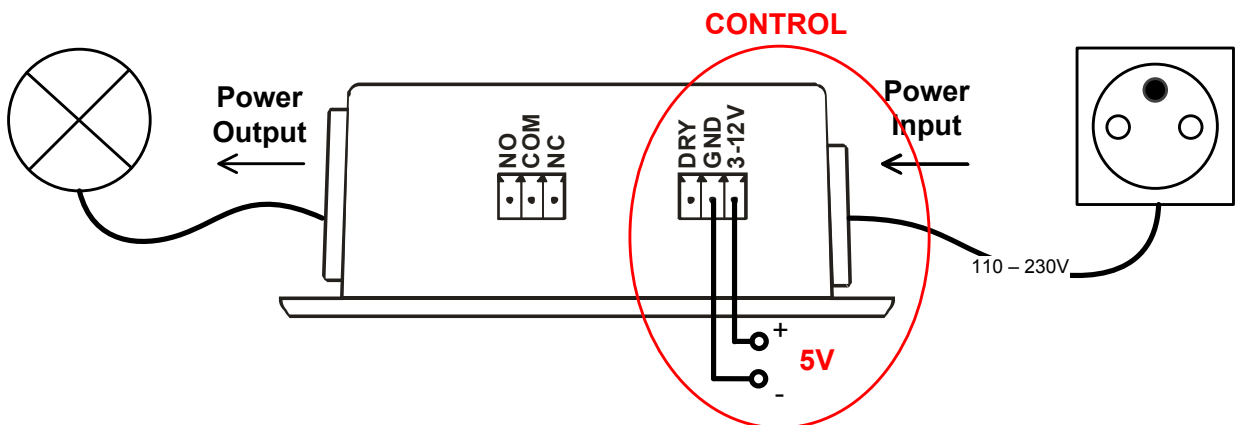 CONTROL
Power
Output
Power
Input
NO
COM
NC
DRY
GND
3-12V
110 – 230V
+
5V
-